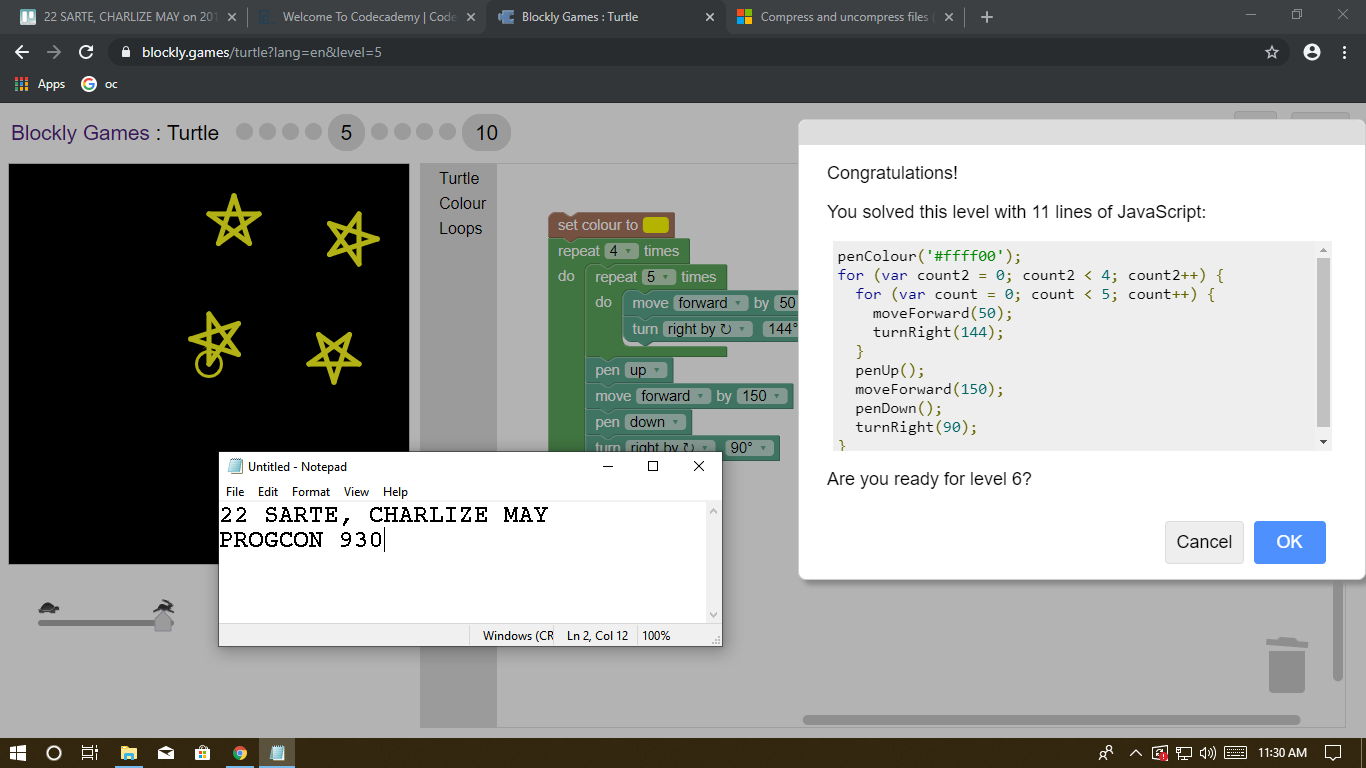 22 SARTE, CHARLIZE MAY on 201
Welcome To Codecademy | Code
Blockly Games : Turtle
Compress and uncompress files (
blockly.games/turtle?lang=en&level=5
Apps
oc
Blockly Games : Turtle
5
10
Turtle
Colour
Loops
set colour to
repeat 4 times
do
repeat 5 times
do
move forward by 50
turn right by 144°
pen up
move forward by 150
pen down
turn right by 90°
Congratulations!
You solved this level with 11 lines of JavaScript:
penColour('#ffff00');
for (var count2 = 0; count2 < 4; count2++) {
for (var count = 0; count < 5; count++) {
moveForward(50);
turnRight(144);
}
penUp();
moveForward(150);
penDown();
turnRight(90);
}
Are you ready for level 6?
Cancel
OK
Untitled - Notepad
File Edit Format View Help
22 SARTE, CHARLIZE MAY
PROGCON 930
Windows (CR
Ln 2, Col 12
100%
11:30 AM